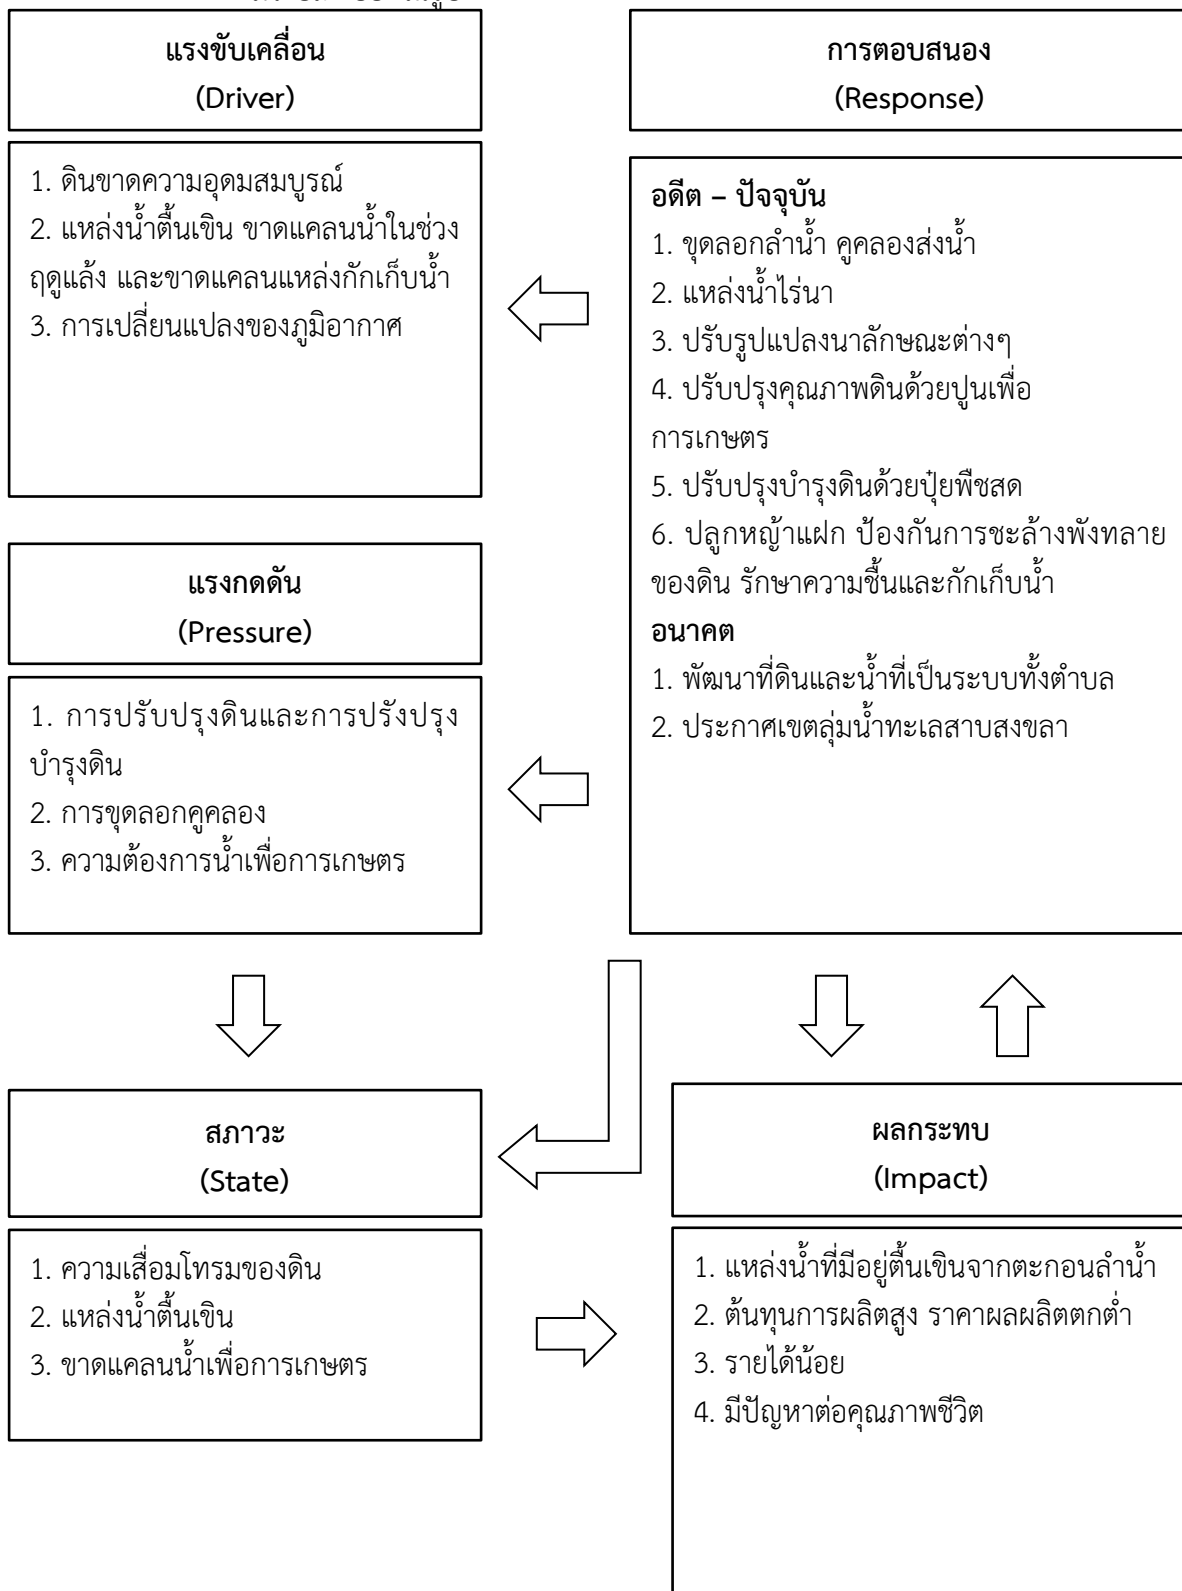 แรงขับเคลื่อน
(Driver)
1. ดินขาดความอุดมสมบูรณ์
2. แหล่งน้ำตื้นเขิน ขาดแคลนน้ำในช่วง
ฤดูแล้ง และขาดแคลนแหล่งกักเก็บน้ำ
3. การเปลี่ยนแปลงของภูมิอากาศ
แรงกดดัน
(Pressure)
1. การปรับปรุงดินและการปรังปรุง
บำรุงดิน
2. การขุดลอกคูคลอง
3. ความต้องการน้ำเพื่อการเกษตร
การตอบสนอง
(Response)
อดีต – ปัจจุบัน
1. ขุดลอกลำน้ำ คูคลองส่งน้ำ
2. แหล่งน้ำไร่นา
3. ปรับรูปแปลงนาลักษณะต่างๆ
4. ปรับปรุงคุณภาพดินด้วยปูนเพื่อ
การเกษตร
5. ปรับปรุงบำรุงดินด้วยปุ๋ยพืชสด
6. ปลูกหญ้าแฝก ป้องกันการชะล้างพังทลาย
ของดิน รักษาความชื้นและกักเก็บน้ำ
อนาคต
1. พัฒนาที่ดินและน้ำที่เป็นระบบทั้งตำบล
2. ประกาศเขตลุ่มน้ำทะเลสาบสงขลา
สภาวะ
(State)
1. ความเสื่อมโทรมของดิน
2. แหล่งน้ำตื้นเขิน
3. ขาดแคลนน้ำเพื่อการเกษตร
ผลกระทบ
(Impact)
1. แหล่งน้ำที่มีอยู่ตื้นเขินจากตะกอนลำน้ำ
2. ต้นทุนการผลิตสูง ราคาผลผลิตตกต่ำ
3. รายได้น้อย
4. มีปัญหาต่อคุณภาพชีวิต